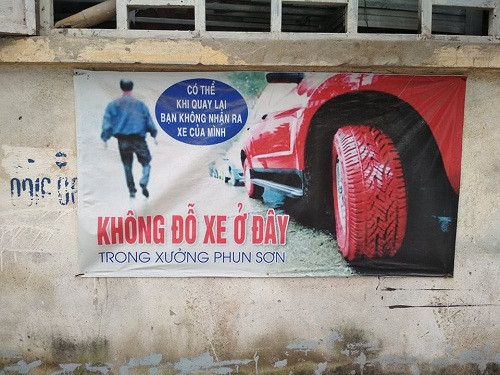 CÓ THỂ
KHI QUAY LẠI
BẠN KHÔNG NHẬN RA
XE CỦA MÌNH
KHÔNG ĐỖ XE Ở ĐÂY
TRONG XƯỞNG PHUN SƠN